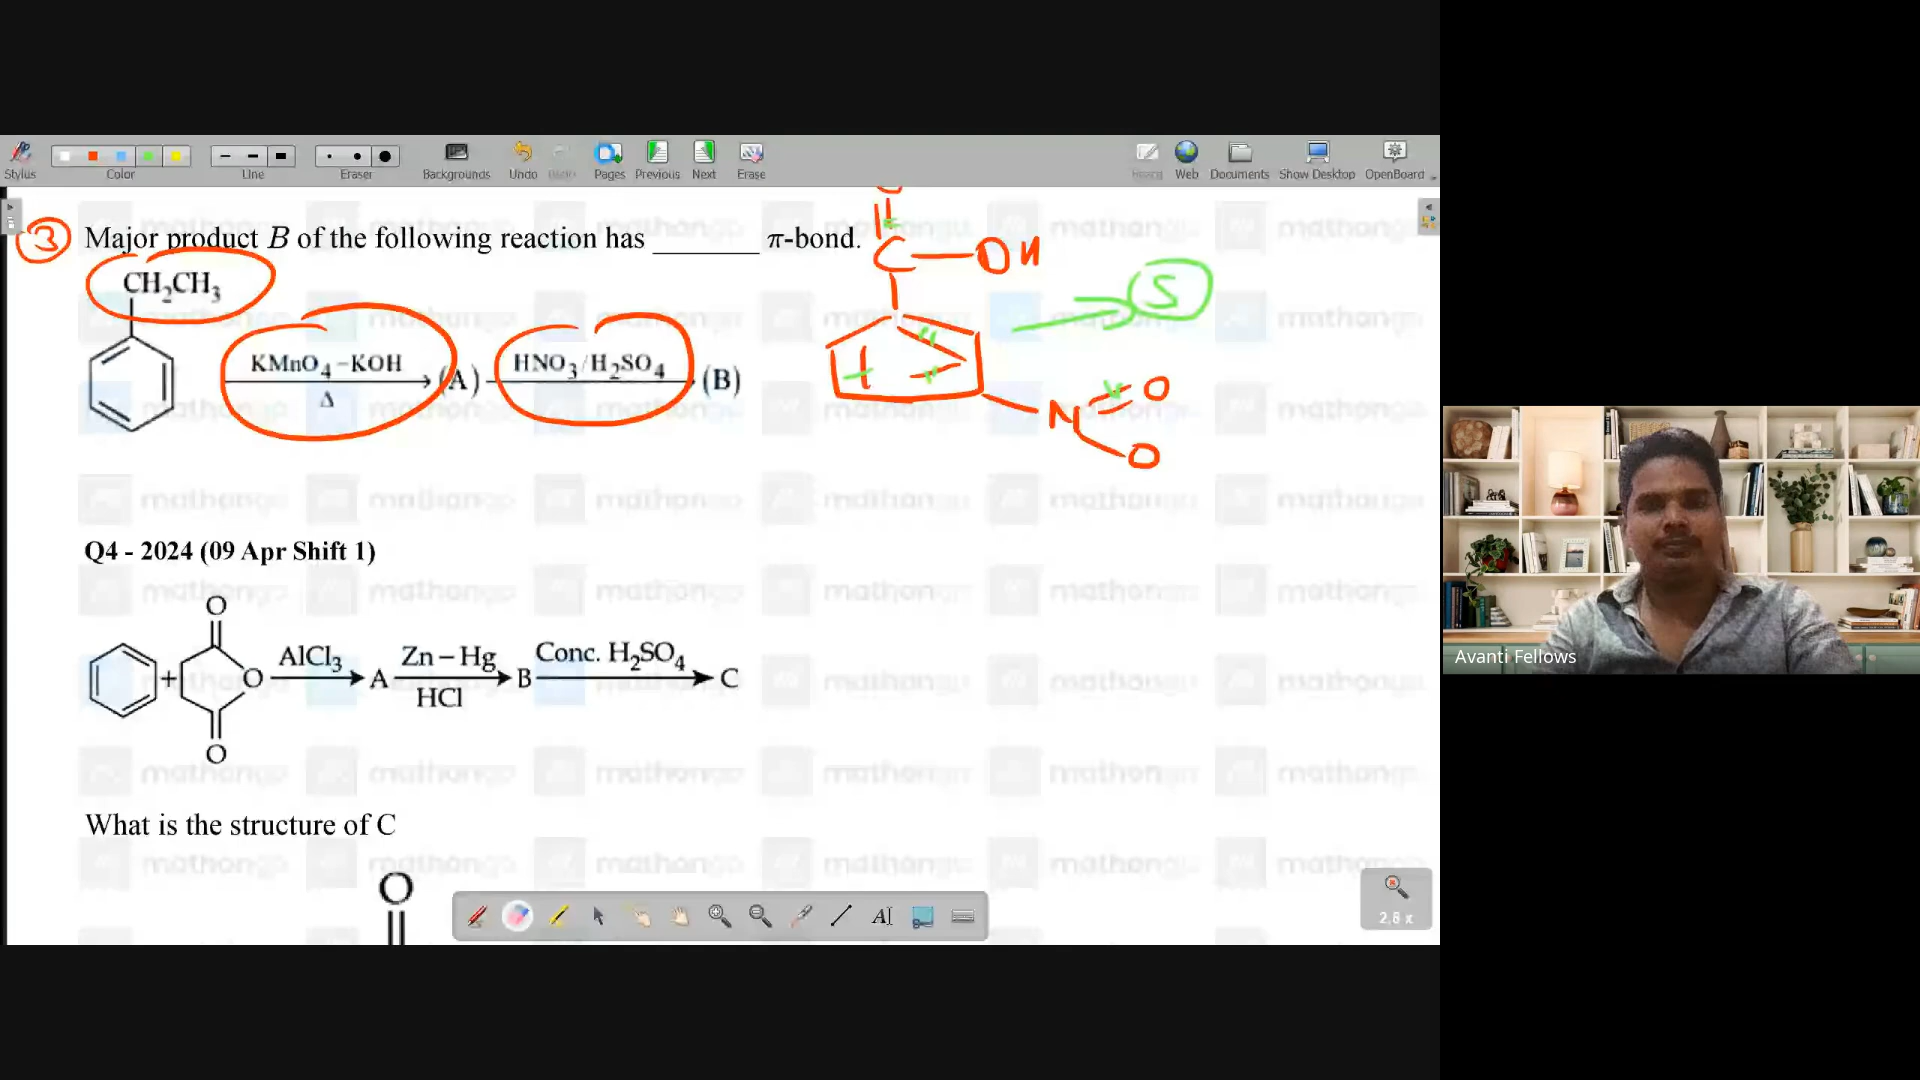 Stylus
Color
Line
Eraser
Backgrounds
Undo
Pages
Previous
Next
Erase
Web
Documents
Show Desktop
OpenBoard
3 Major product B of the following reaction has _______ π-bond.
CH₂CH₃
KMnO₄-KOH
Δ
(A)
HNO₃/H₂SO₄
(B)
C
OH
N
O
O
5
Q4 - 2024 (09 Apr Shift 1)
O
+
O
O
AlCl₃
A
Zn-Hg
HCl
B
Conc. H₂SO₄
C
What is the structure of C
O
2.8 x
Avanti Fellows
mathongo